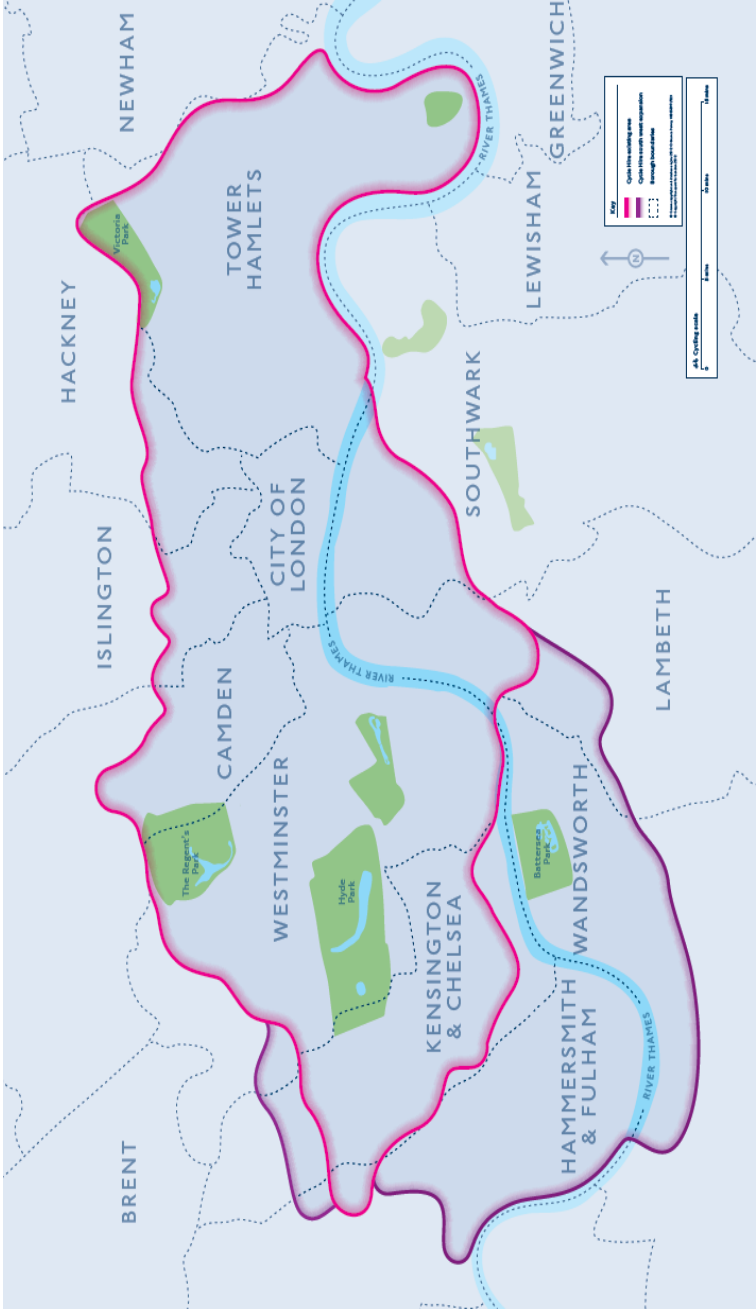 BRENT
HACKNEY
NEWHAM
ISLINGTON
Victoria
Park
CAMDEN
The Regent's
Park
TOWER
HAMLETS
WESTMINSTER
CITY OF
LONDON
Hyde
Park
RIVER THAMES
KENSINGTON
& CHELSEA
RIVER THAMES
SOUTHWARK
HAMMERSMITH
& FULHAM
WANDSWORTH
Battersea
Park
LEWISHAM
GREENWICH
RIVER THAMES
LAMBETH
N
Key
Cycle Hire existing area
Cycle Hire south west expansion
Borough boundaries
Cycling scale
0